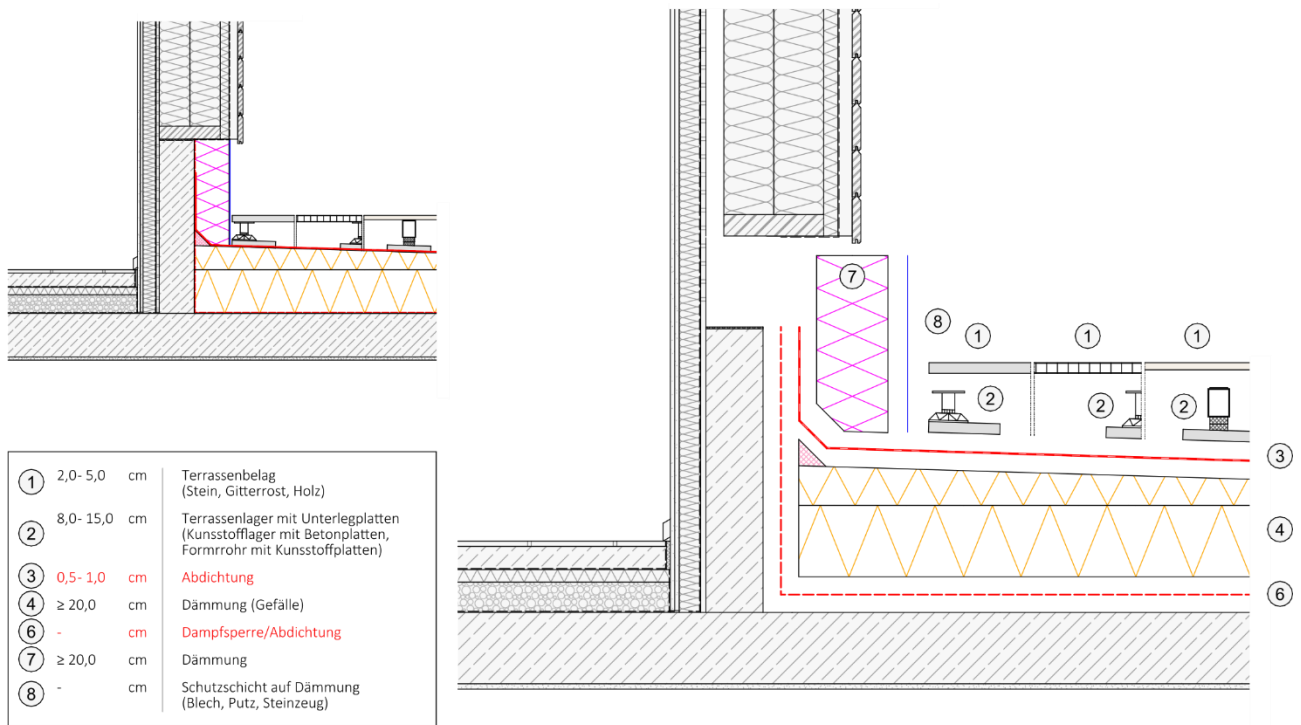 7
8
1
1
1
2
2
2
3
4
6
1 2,0- 5,0 cm Terrassenbelag
(Stein, Gitterrost, Holz)
2 8,0- 15,0 cm Terrassenlager mit Unterlegplatten
(Kunstofflager mit Betonplatten,
Formrrohr mit Kunstoffplatten)
3 0,5- 1,0 cm Abdichtung
4 ≥ 20,0 cm Dämmung (Gefälle)
6 - cm Dampfsperre/Abdichtung
7 ≥ 20,0 cm Dämmung
8 - cm Schutzschicht auf Dämmung
(Blech, Putz, Steinzeug)